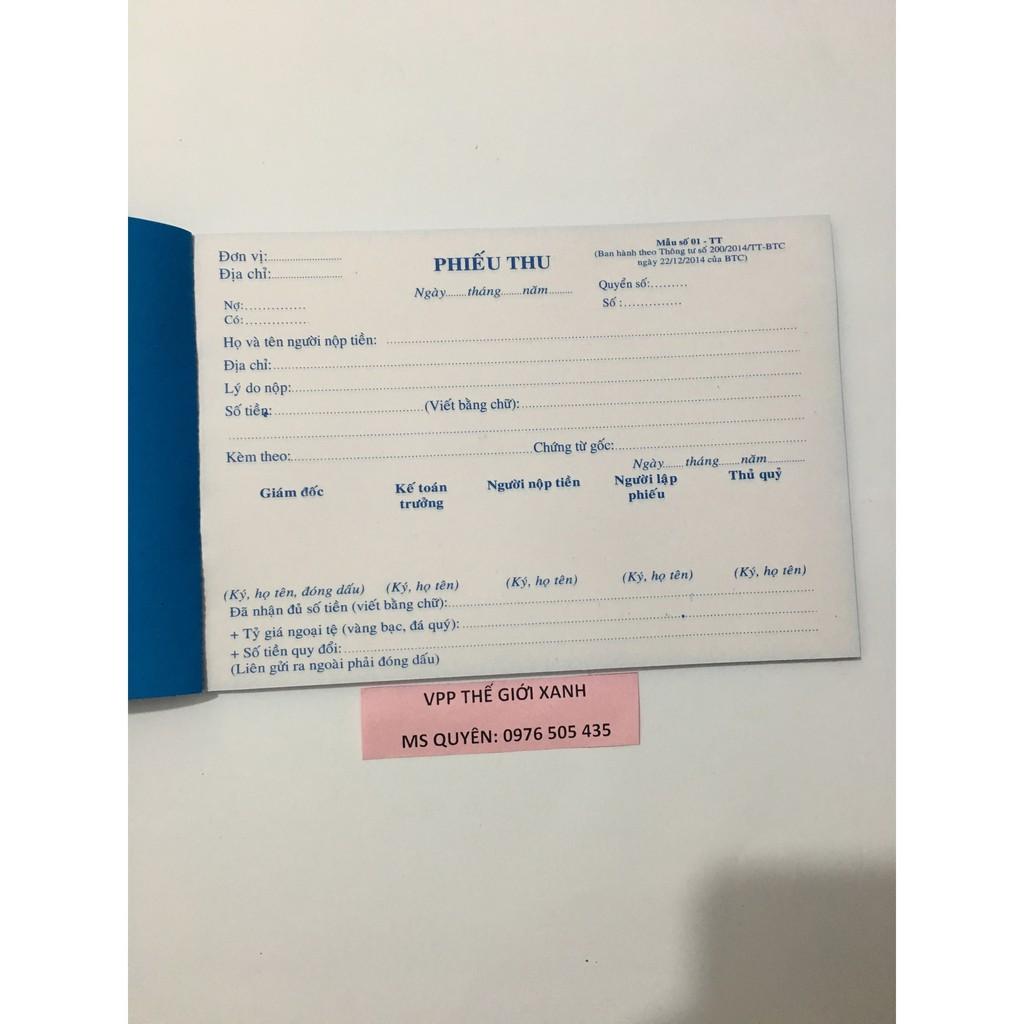 Đơn vị:........................
Địa chỉ:........................
PHIẾU THU
Ngày.......tháng.......năm........
Mẫu số 01 - TT
(Ban hành theo Thông tư số 200/2014/TT-BTC
ngày 22/12/2014 của BTC)
Quyển số:.........
Số :..............
Nợ:..............
Có:..............
Họ và tên người nộp tiền: ........................
Địa chỉ:........................
Lý do nộp:........................
Số tiền:........................(Viết bằng chữ):........................
Kèm theo:........................Chứng từ gốc:........................
Ngày.......tháng.......năm............
Giám đốc Kế toán trưởng Người nộp tiền Người lập phiếu Thủ quỹ
(Ký, họ tên, đóng dấu) (Ký, họ tên) (Ký, họ tên) (Ký, họ tên) (Ký, họ tên)
Đã nhận đủ số tiền (viết bằng chữ):........................
+ Tỷ giá ngoại tệ (vàng bạc, đá quý): ........................
+ Số tiền quy đổi:........................
(Liên gửi ra ngoài phải đóng dấu)
VPP THẾ GIỚI XANH
MS QUYÊN: 0976 505 435